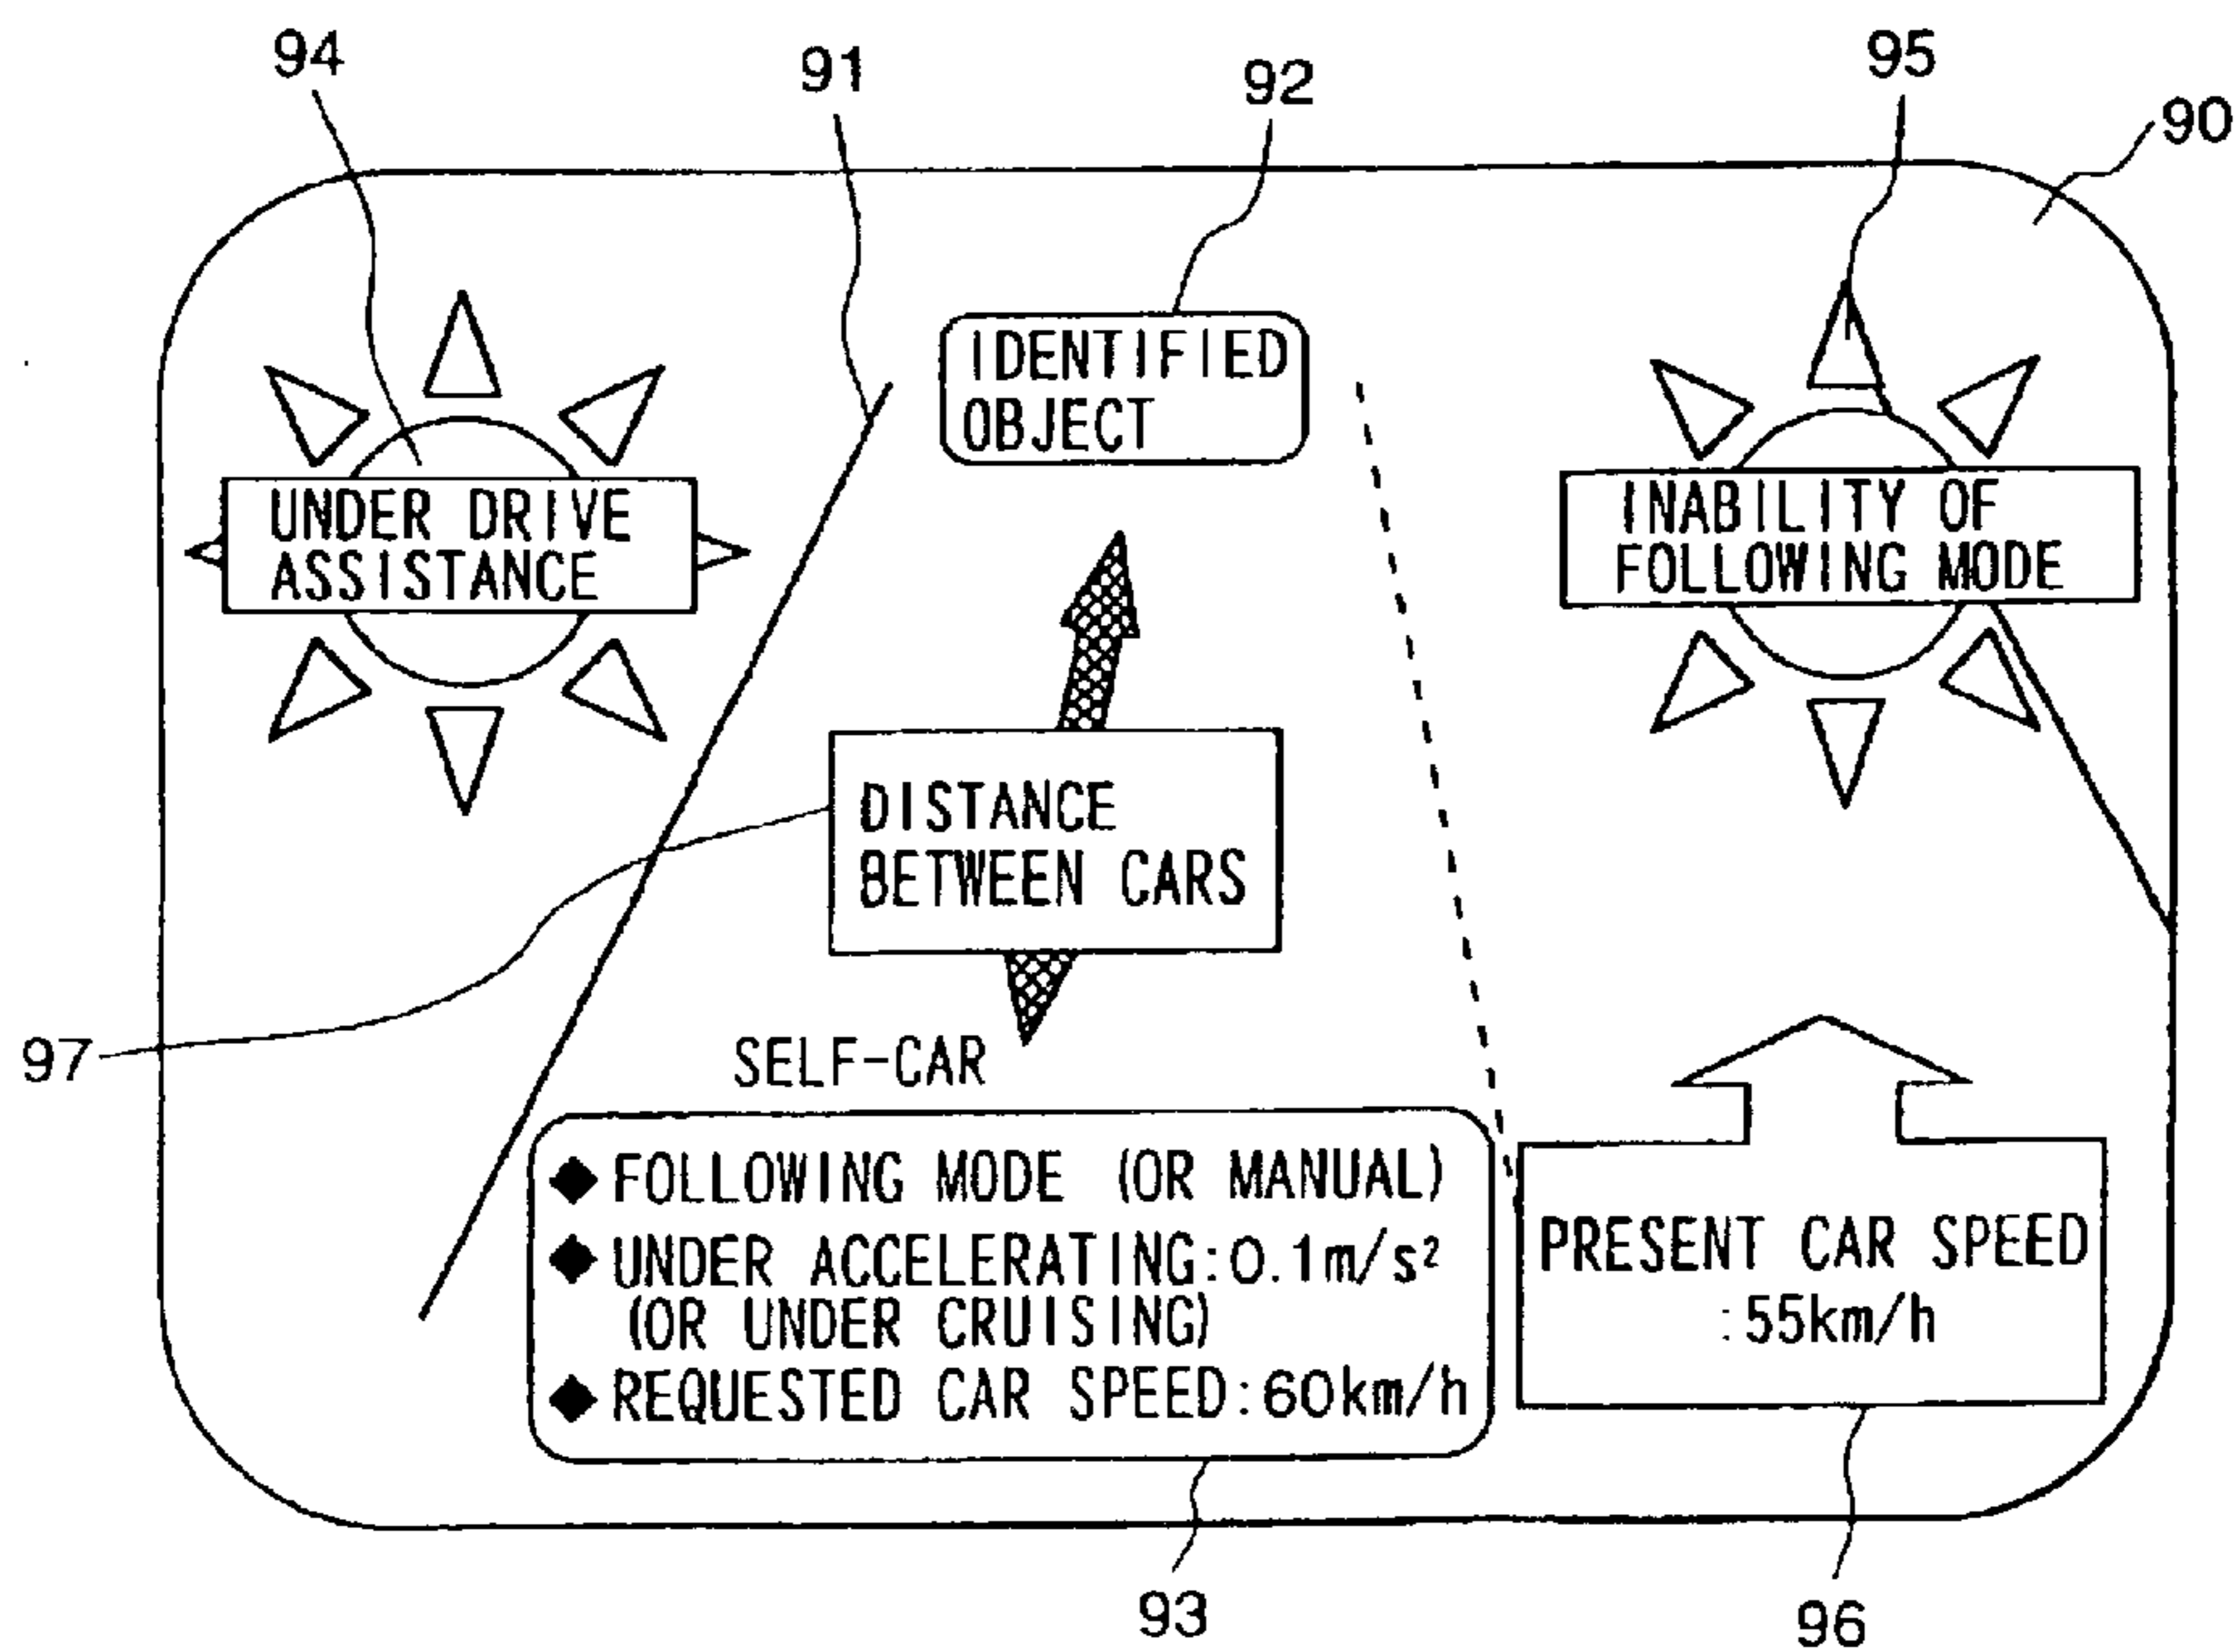 94
91
92
95
90
IDENTIFIED
OBJECT
UNDER DRIVE
ASSISTANCE
INABILITY OF
FOLLOWING MODE
DISTANCE
BETWEEN CARS
97
SELF-CAR
◆ FOLLOWING MODE (OR MANUAL)
◆ UNDER ACCELERATING:0.1m/s²
(OR UNDER CRUISING)
◆ REQUESTED CAR SPEED:60km/h
PRESENT CAR SPEED
:55km/h
93
96